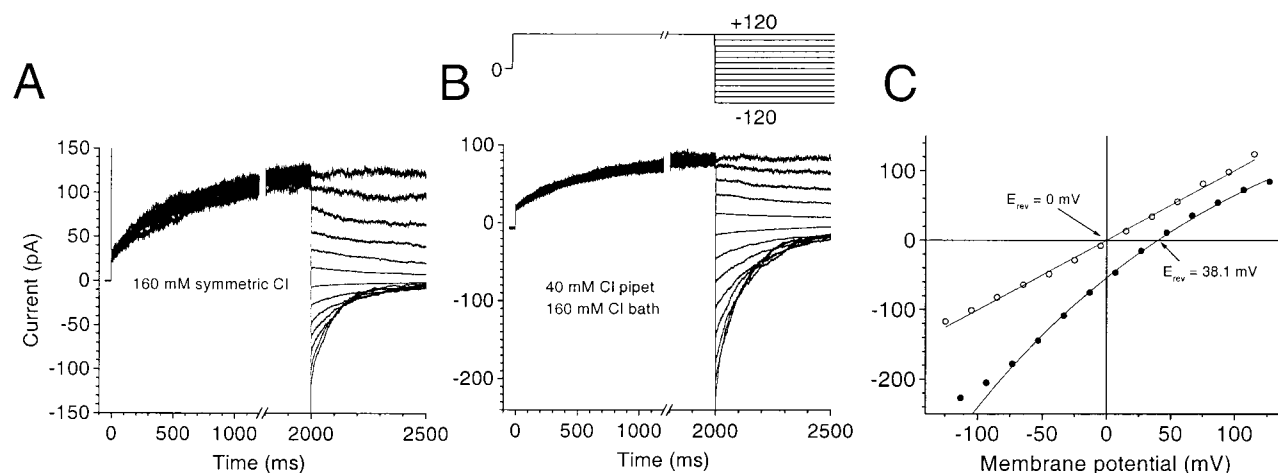 A
B
C
+120
0
-120
Current (pA)
150
100
50
0
-50
-100
-150
160 mM symmetric Cl
0
500
1000
2000
2500
Time (ms)
100
0
-100
-200
40 mM Cl pipet
160 mM Cl bath
0
500
1000
2000
2500
Time (ms)
100
0
-100
-200
E_rev = 0 mV
E_rev = 38.1 mV
-100
-50
0
50
100
Membrane potential (mV)